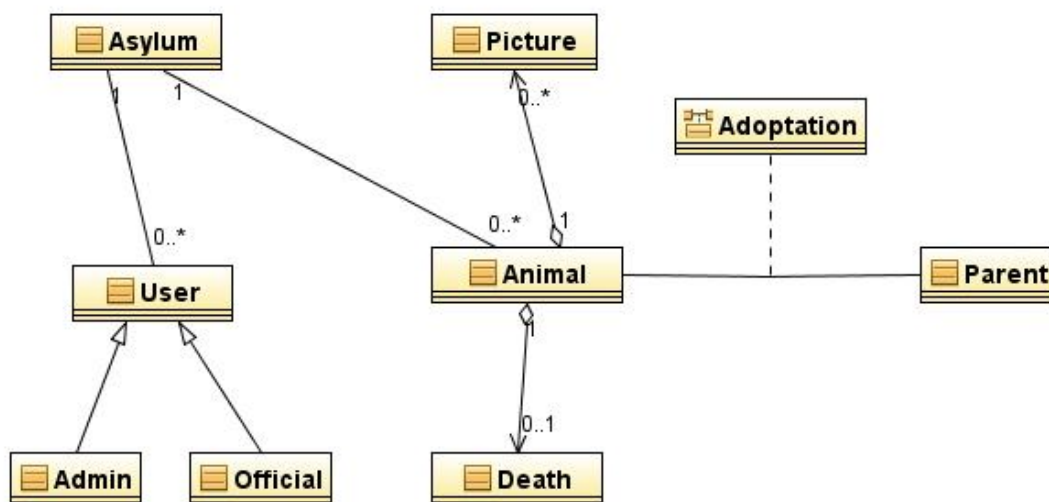 Asylum
Picture
1
1
0..*
Adoptation
0..*
0..*
1
User
Animal
Parent
1
0..1
Admin
Official
Death